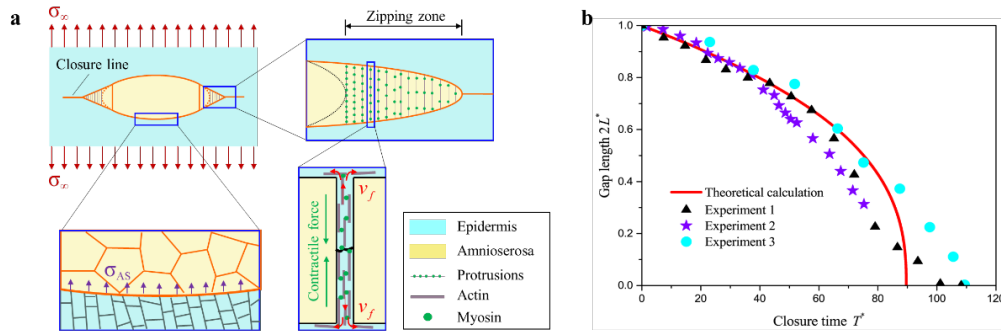 a
σ∞
Closure line
σ∞
Zipping zone
σAS
Contractile force
vf
vf
Epidermis
Amnioserosa
Protrusions
Actin
Myosin
b
Gap length 2L*
1.0
0.8
0.6
0.4
0.2
0.0
Theoretical calculation
Experiment 1
Experiment 2
Experiment 3
0 20 40 60 80 100 120
Closure time T*